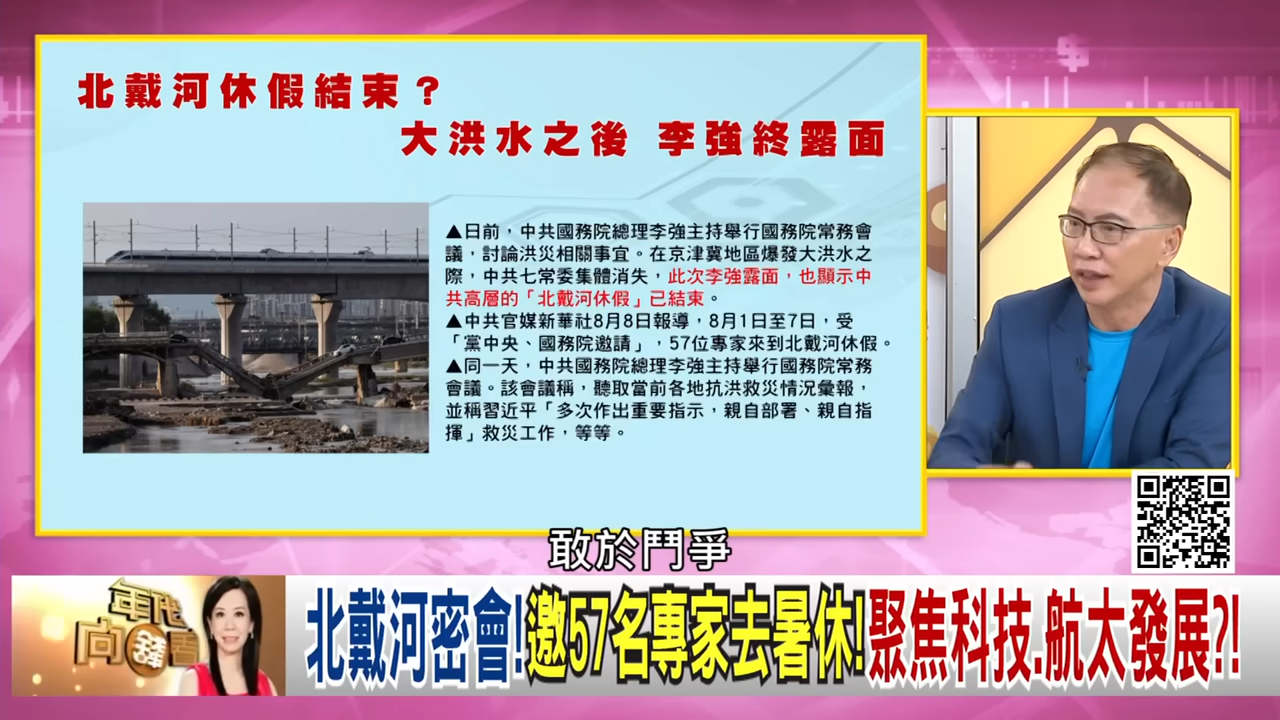 北戴河休假結束？
大洪水之後 李強終露面
▲日前，中共國務院總理李強主持舉行國務院常務會
議，討論洪災相關事宜。在京津冀地區爆發大洪水之
際，中共七常委集體消失，此次李強露面，也顯示中
共高層的「北戴河休假」已結束。
▲中共官媒新華社8月8日報導，8月1日至7日，受
「黨中央、國務院邀請」，57位專家來到北戴河休假。
▲同一天，中共國務院總理李強主持舉行國務院常務
會議。該會議稱，聽取當前各地抗洪救災情況彙報，
並稱習近平「多次作出重要指示，親自部署、親自指
揮」救災工作，等等。
敢於鬥爭
年代
向錢看
北戴河密會!邀57名專家去暑休!聚焦科技.航太發展?!